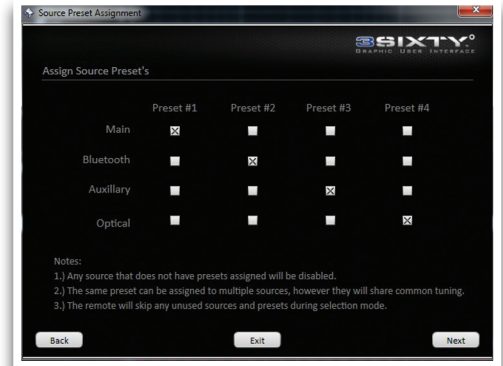 Source Preset Assignment
3SIXTY.°
GRAPHIC USER INTERFACE
Assign Source Preset's
Preset #1 Preset #2 Preset #3 Preset #4
Main
Bluetooth
Auxillary
Optical
Notes:
1.) Any source that does not have presets assigned will be disabled.
2.) The same preset can be assigned to multiple sources, however they will share common tuning.
3.) The remote will skip any unused sources and presets during selection mode.
Back Exit Next